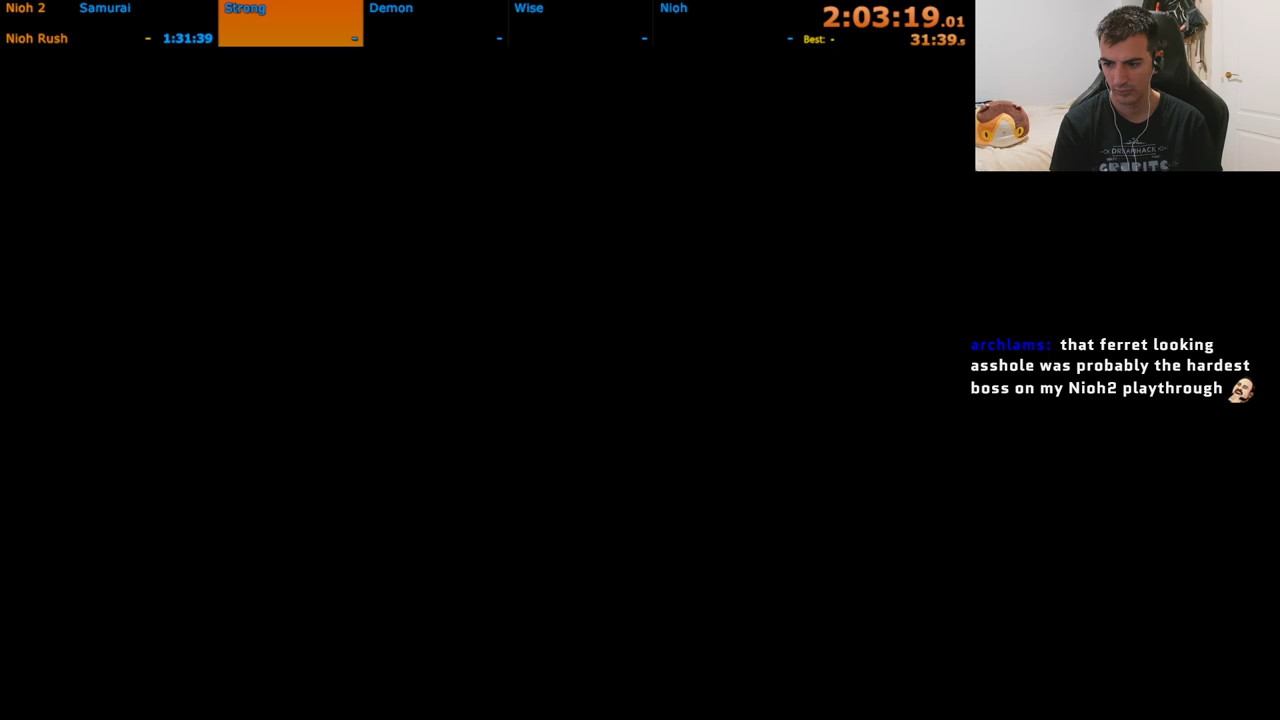 Nioh 2 Samurai Strong Demon Wise Nioh 2:03:19.01
Nioh Rush - 1:31:39 - - - - Best: - 31:39.5
DREAMHACK
archlams: that ferret looking
asshole was probably the hardest
boss on my Nioh2 playthrough